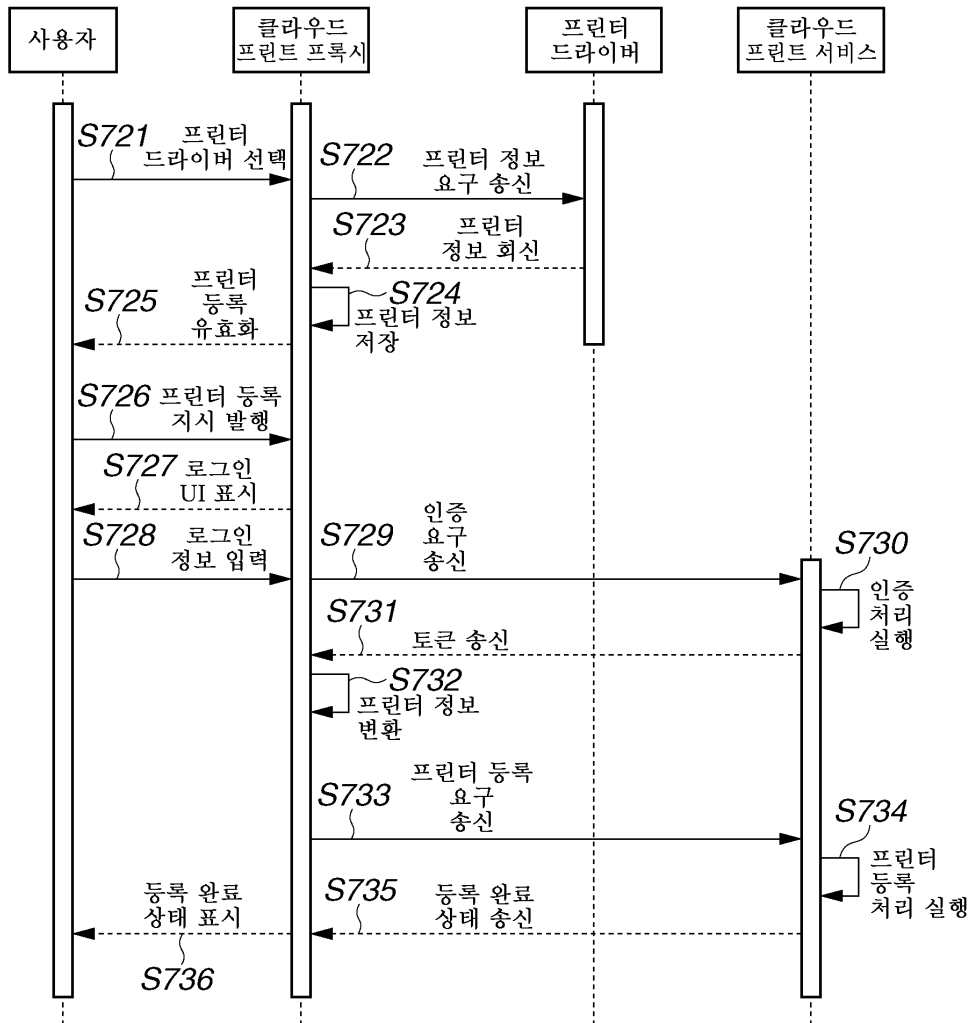 사용자
클라우드
프린트 프록시
프린터
드라이버
클라우드
프린트 서비스
S721
프린터
드라이버 선택
S722
프린터 정보
요구 송신
S723
프린터
정보 회신
S724
프린터 정보
저장
S725
프린터
등록
유효화
S726
프린터 등록
지시 발행
S727
로그인
UI 표시
S728
로그인
정보 입력
S729
인증
요구
송신
S730
인증
처리
실행
S731
토큰 송신
S732
프린터 정보
변환
S733
프린터 등록
요구
송신
S734
프린터
등록
처리 실행
S735
등록 완료
상태 송신
등록 완료
상태 표시
S736